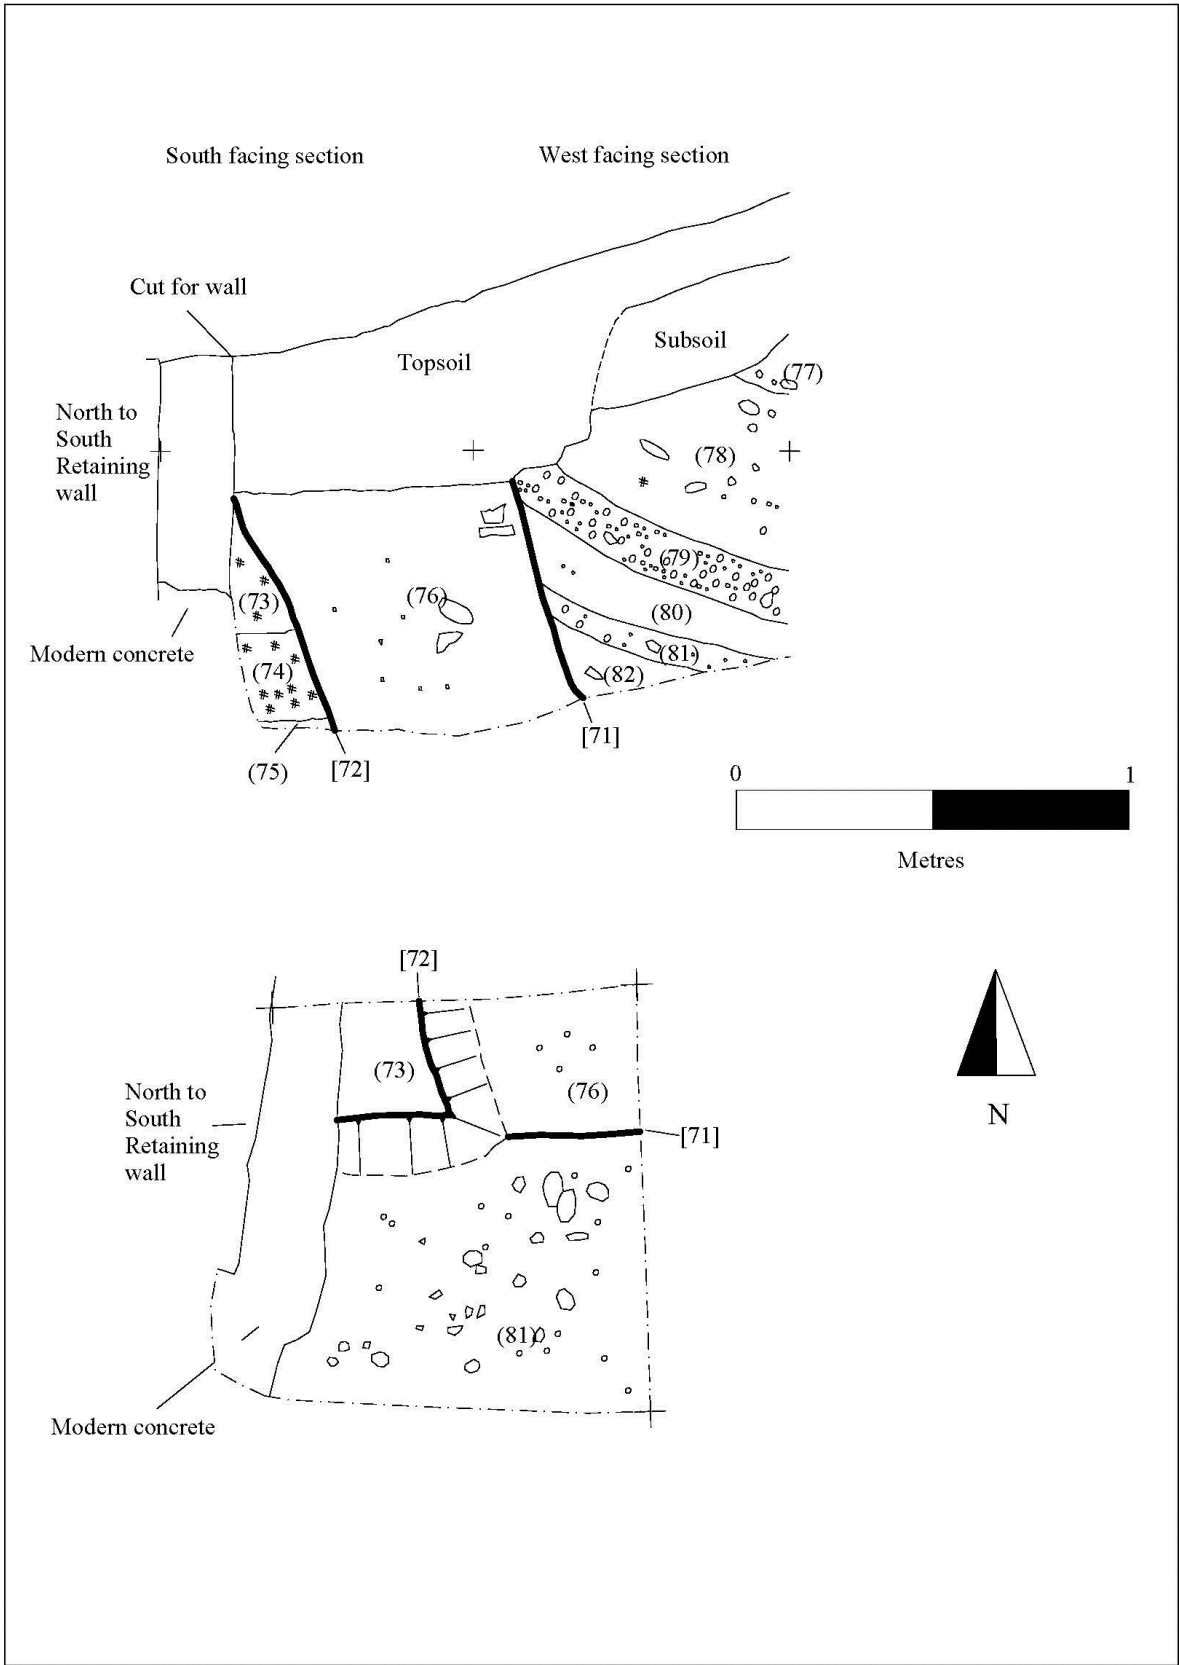 South facing section
West facing section
Cut for wall
Topsoil
Subsoil
(77)
North to
South
Retaining
wall
(78)
(79)
(73)
(76)
(80)
Modern concrete
(74)
(81)
(82)
(75)
[72]
[71]
0
1
Metres
[72]
(73)
(76)
North to
South
Retaining
wall
[71]
N
(81)
Modern concrete